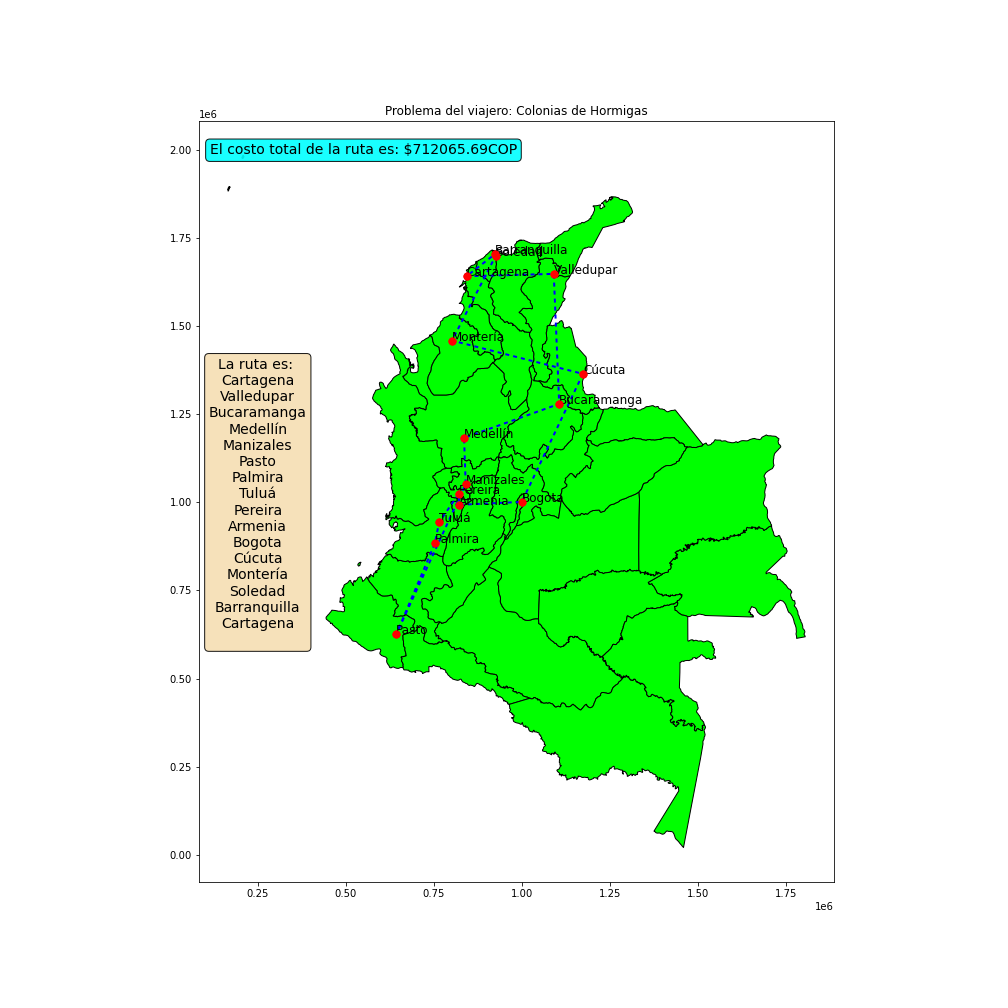 Problema del viajero: Colonias de Hormigas
1e6
El costo total de la ruta es: $712065.69COP
2.00
1.75
1.50
1.25
1.00
0.75
0.50
0.25
0.00
La ruta es:
Cartagena
Valledupar
Bucaramanga
Medellín
Manizales
Pasto
Palmira
Tuluá
Pereira
Armenia
Bogota
Cúcuta
Montería
Soledad
Barranquilla
Cartagena
Barranquilla
Soledad
Cartagena
Valledupar
Montería
Cúcuta
Bucaramanga
Medellín
Manizales
Pereira
Armenia
Bogota
Tuluá
Palmira
Pasto
0.25
0.50
0.75
1.00
1.25
1.50
1.75
1e6